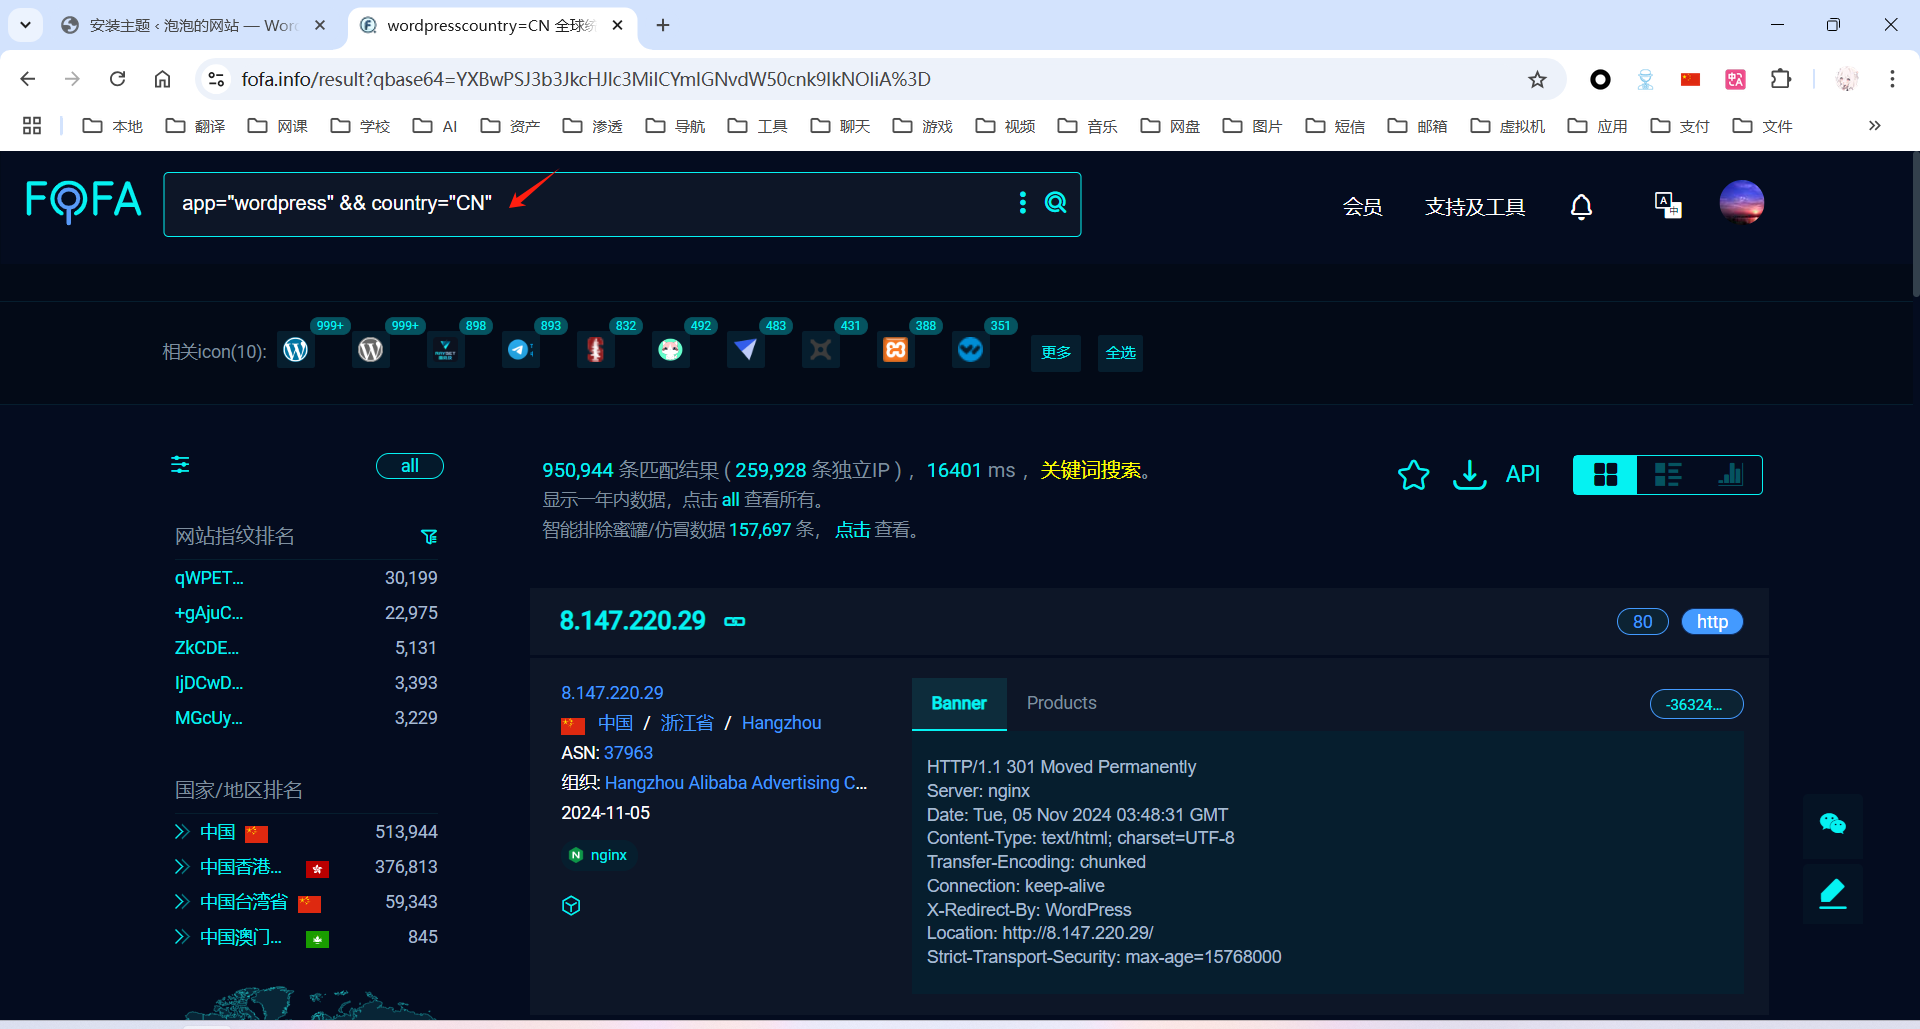 安装主题 ‹ 泡泡的网站 — Wor
wordpresscountry=CN 全球统
fofa.info/result?qbase64=YXBwPSJ3b3JkcHJlc3MiICYmIGNvdW50cnk9IkNOIiA%3D
本地 翻译 网课 学校 AI 资产 渗透 导航 工具 聊天 游戏 视频 音乐 网盘 图片 短信 邮箱 虚拟机 应用 支付 文件
FOFA
app="wordpress" && country="CN"
会员 支持及工具
相关icon(10):
999+ 999+ 898 893 832 492 483 431 388 351
更多 全选
all
950,944 条匹配结果 ( 259,928 条独立IP ) ，16401 ms ，关键词搜索。
显示一年内数据，点击 all 查看所有。
智能排除蜜罐/仿冒数据 157,697 条， 点击 查看。
API
网站指纹排名
qWPET... 30,199
+gAjuC... 22,975
ZkCDE... 5,131
IjDCwD... 3,393
MGcUy... 3,229
国家/地区排名
中国 513,944
中国香港... 376,813
中国台湾省 59,343
中国澳门... 845
8.147.220.29
80 http
8.147.220.29
中国 / 浙江省 / Hangzhou
ASN: 37963
组织: Hangzhou Alibaba Advertising C...
2024-11-05
nginx
Banner Products
-36324...
HTTP/1.1 301 Moved Permanently
Server: nginx
Date: Tue, 05 Nov 2024 03:48:31 GMT
Content-Type: text/html; charset=UTF-8
Transfer-Encoding: chunked
Connection: keep-alive
X-Redirect-By: WordPress
Location: http://8.147.220.29/
Strict-Transport-Security: max-age=15768000